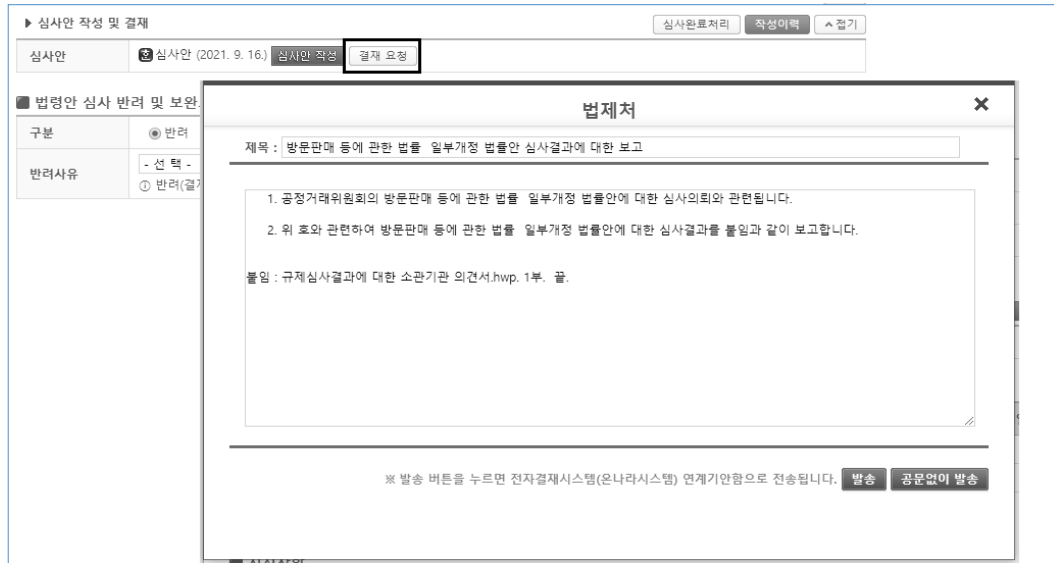 ▶ 심사안 작성 및 결재
심사완료처리 작성이력 접기
심사안 심사안 (2021. 9. 16.) 심사안 작성 결재 요청
법령안 심사 반려 및 보완
구분 반려
반려사유 - 선 택 -
① 반려(결
법제처
제목 : 방문판매 등에 관한 법률 일부개정 법률안 심사결과에 대한 보고
1. 공정거래위원회의 방문판매 등에 관한 법률 일부개정 법률안에 대한 심사의뢰와 관련됩니다.
2. 위 호와 관련하여 방문판매 등에 관한 법률 일부개정 법률안에 대한 심사결과를 붙임과 같이 보고합니다.
붙임 : 규제심사결과에 대한 소관기관 의견서.hwp. 1부. 끝.
※ 발송 버튼을 누르면 전자결재시스템(온나라시스템) 연계기안함으로 전송됩니다. 발송 공문없이 발송